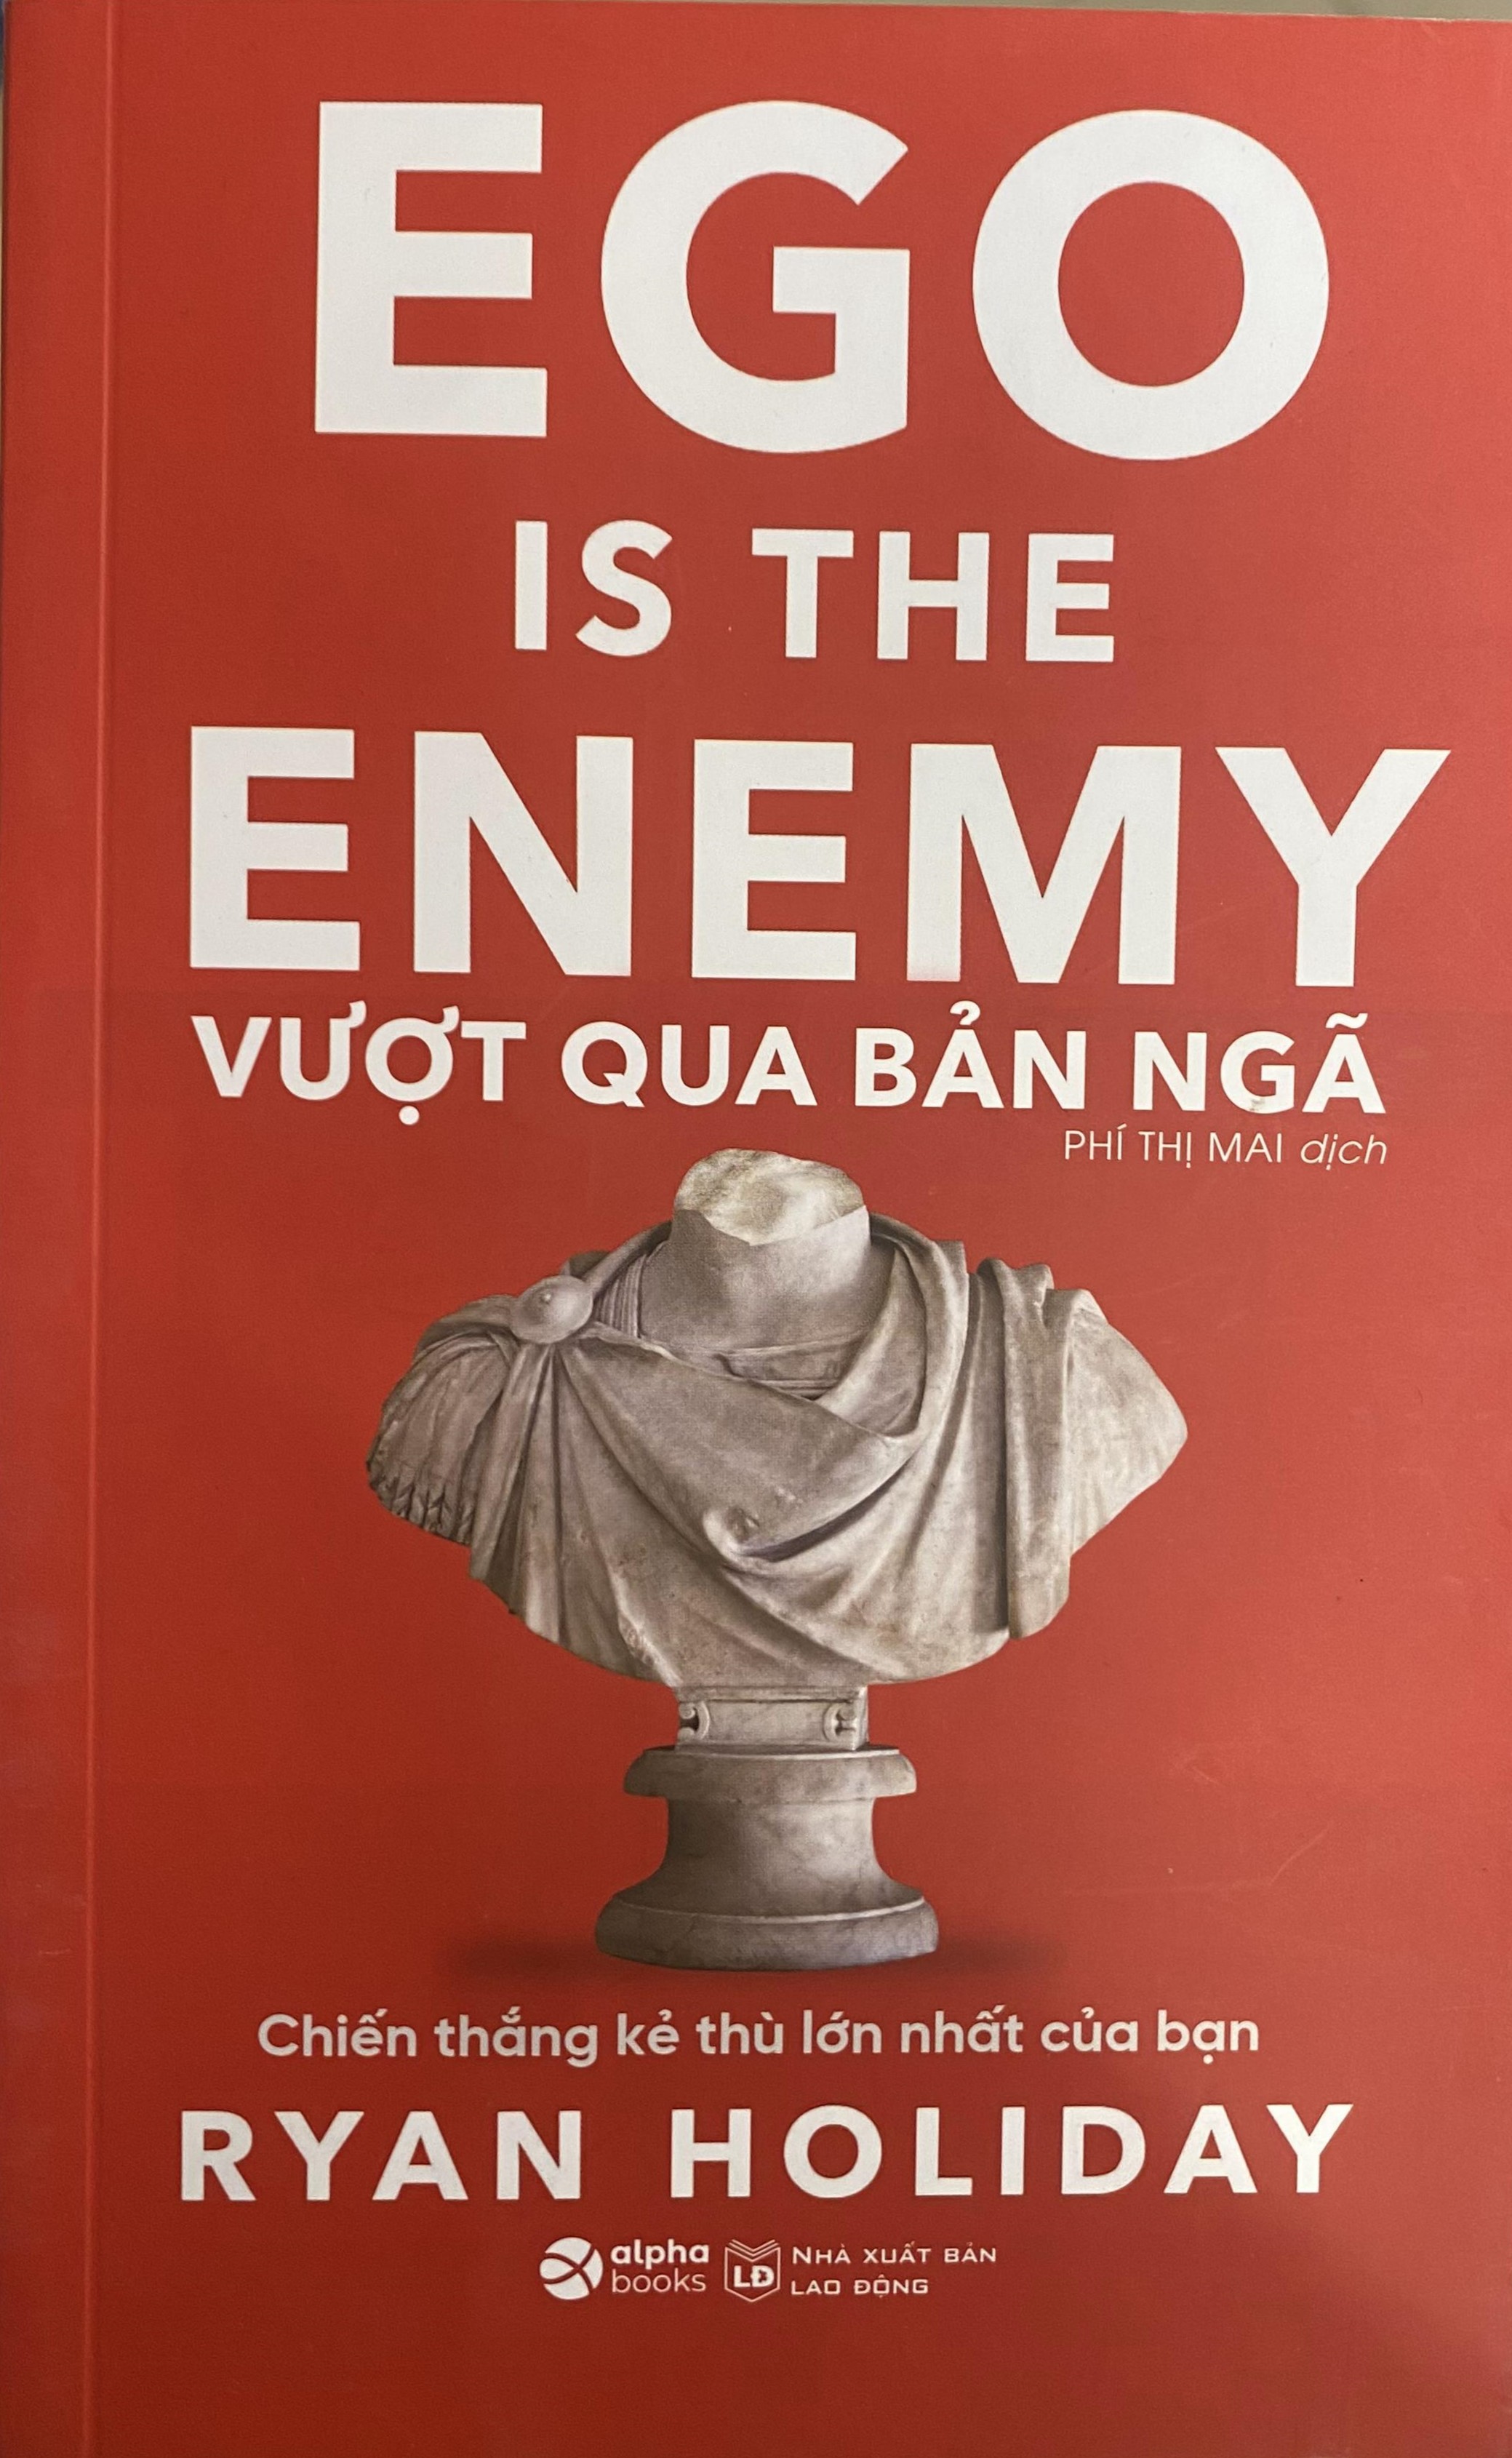 EGO
IS THE
ENEMY
VƯỢT QUA BẢN NGÃ
PHÍ THỊ MAI dịch
Chiến thắng kẻ thù lớn nhất của bạn
RYAN HOLIDAY
alpha
books
LĐ
NHÀ XUẤT BẢN
LAO ĐỘNG